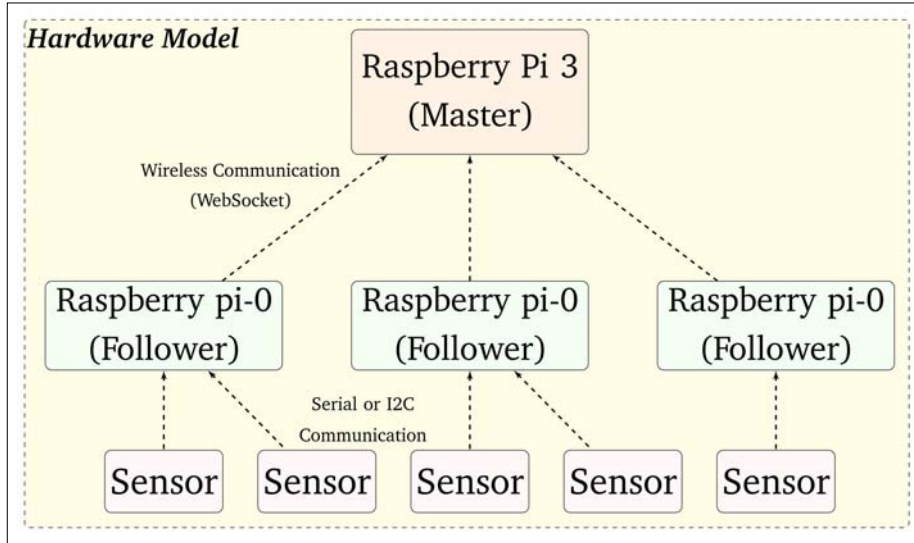 Hardware Model
Raspberry Pi 3
(Master)
Wireless Communication
(WebSocket)
Raspberry pi-0
(Follower)
Raspberry pi-0
(Follower)
Raspberry pi-0
(Follower)
Serial or I2C
Communication
Sensor
Sensor
Sensor
Sensor
Sensor